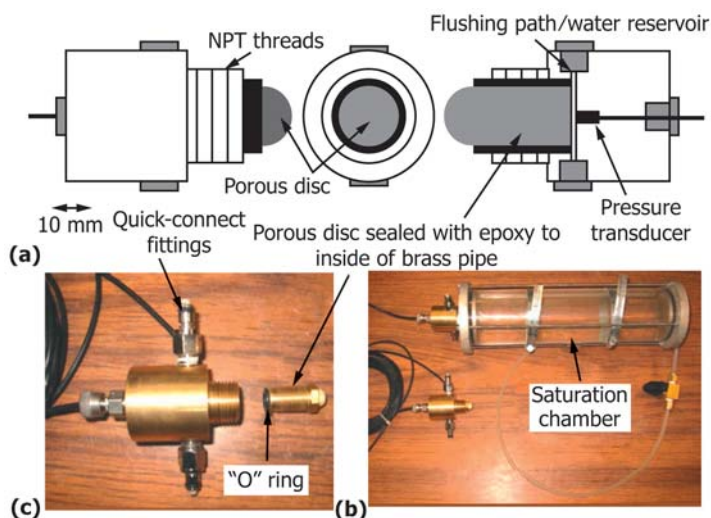 NPT threads
Flushing path/water reservoir
Porous disc
10 mm
Pressure
transducer
(a)
Quick-connect
fittings
Porous disc sealed with epoxy to
inside of brass pipe
"O" ring
(c)
Saturation
chamber
(b)